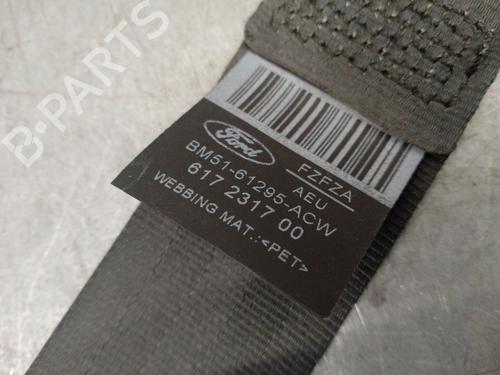 B-PARTS
Ford
FZFZA
AEU
BM51-61295-ACW
617 2317 00
WEBBING MAT.:<PET>